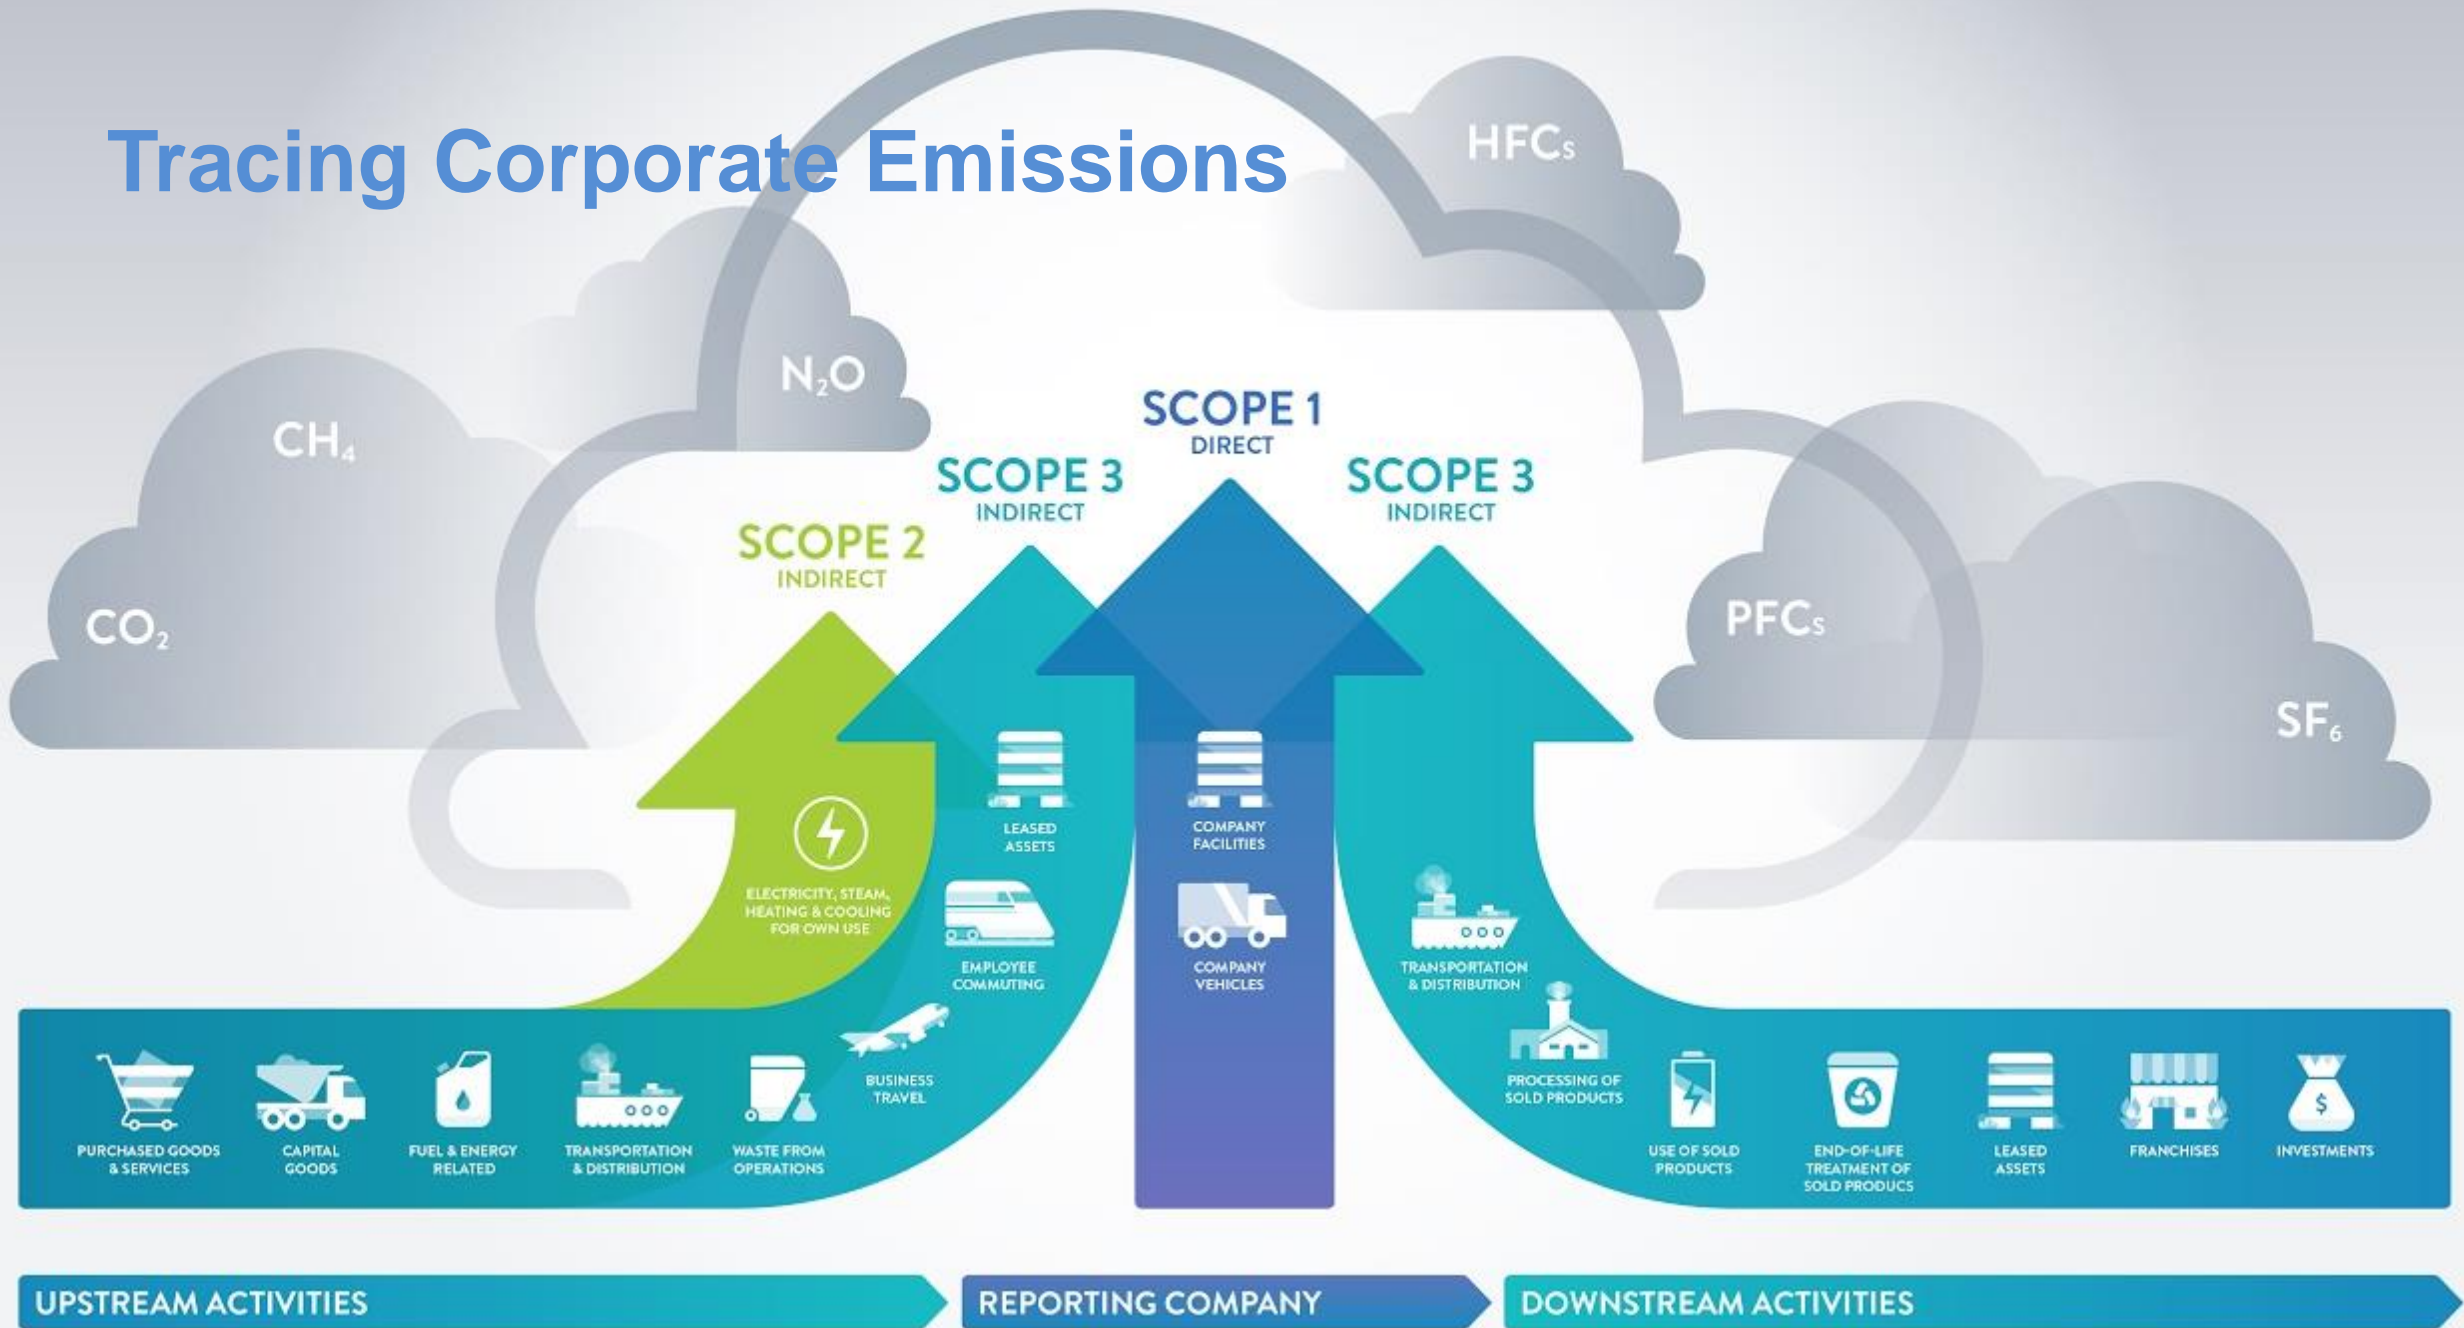 Tracing Corporate Emissions
HFCs
N₂O
CH₄
CO₂
PFCs
SF₆
SCOPE 1
DIRECT
SCOPE 3
INDIRECT
SCOPE 3
INDIRECT
SCOPE 2
INDIRECT
ELECTRICITY, STEAM,
HEATING & COOLING
FOR OWN USE
LEASED
ASSETS
EMPLOYEE
COMMUTING
BUSINESS
TRAVEL
COMPANY
FACILITIES
COMPANY
VEHICLES
TRANSPORTATION
& DISTRIBUTION
PROCESSING OF
SOLD PRODUCTS
PURCHASED GOODS
& SERVICES
CAPITAL
GOODS
FUEL & ENERGY
RELATED
TRANSPORTATION
& DISTRIBUTION
WASTE FROM
OPERATIONS
USE OF SOLD
PRODUCTS
END-OF-LIFE
TREATMENT OF
SOLD PRODUCS
LEASED
ASSETS
FRANCHISES
$
INVESTMENTS
UPSTREAM ACTIVITIES
REPORTING COMPANY
DOWNSTREAM ACTIVITIES